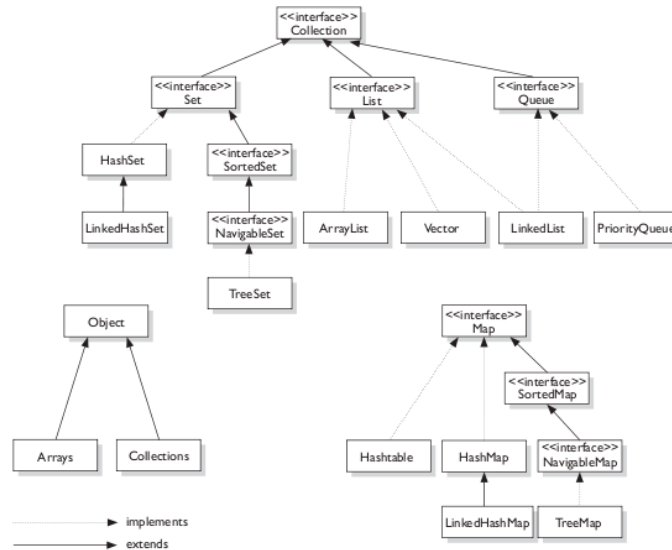 <<interface>>
Collection
<<interface>>
Set
<<interface>>
List
<<interface>>
Queue
HashSet
<<interface>>
SortedSet
LinkedHashSet
<<interface>>
NavigableSet
ArrayList
Vector
LinkedList
PriorityQueue
TreeSet
Object
<<interface>>
Map
<<interface>>
SortedMap
Arrays
Collections
Hashtable
HashMap
<<interface>>
NavigableMap
LinkedHashMap
TreeMap
implements
extends